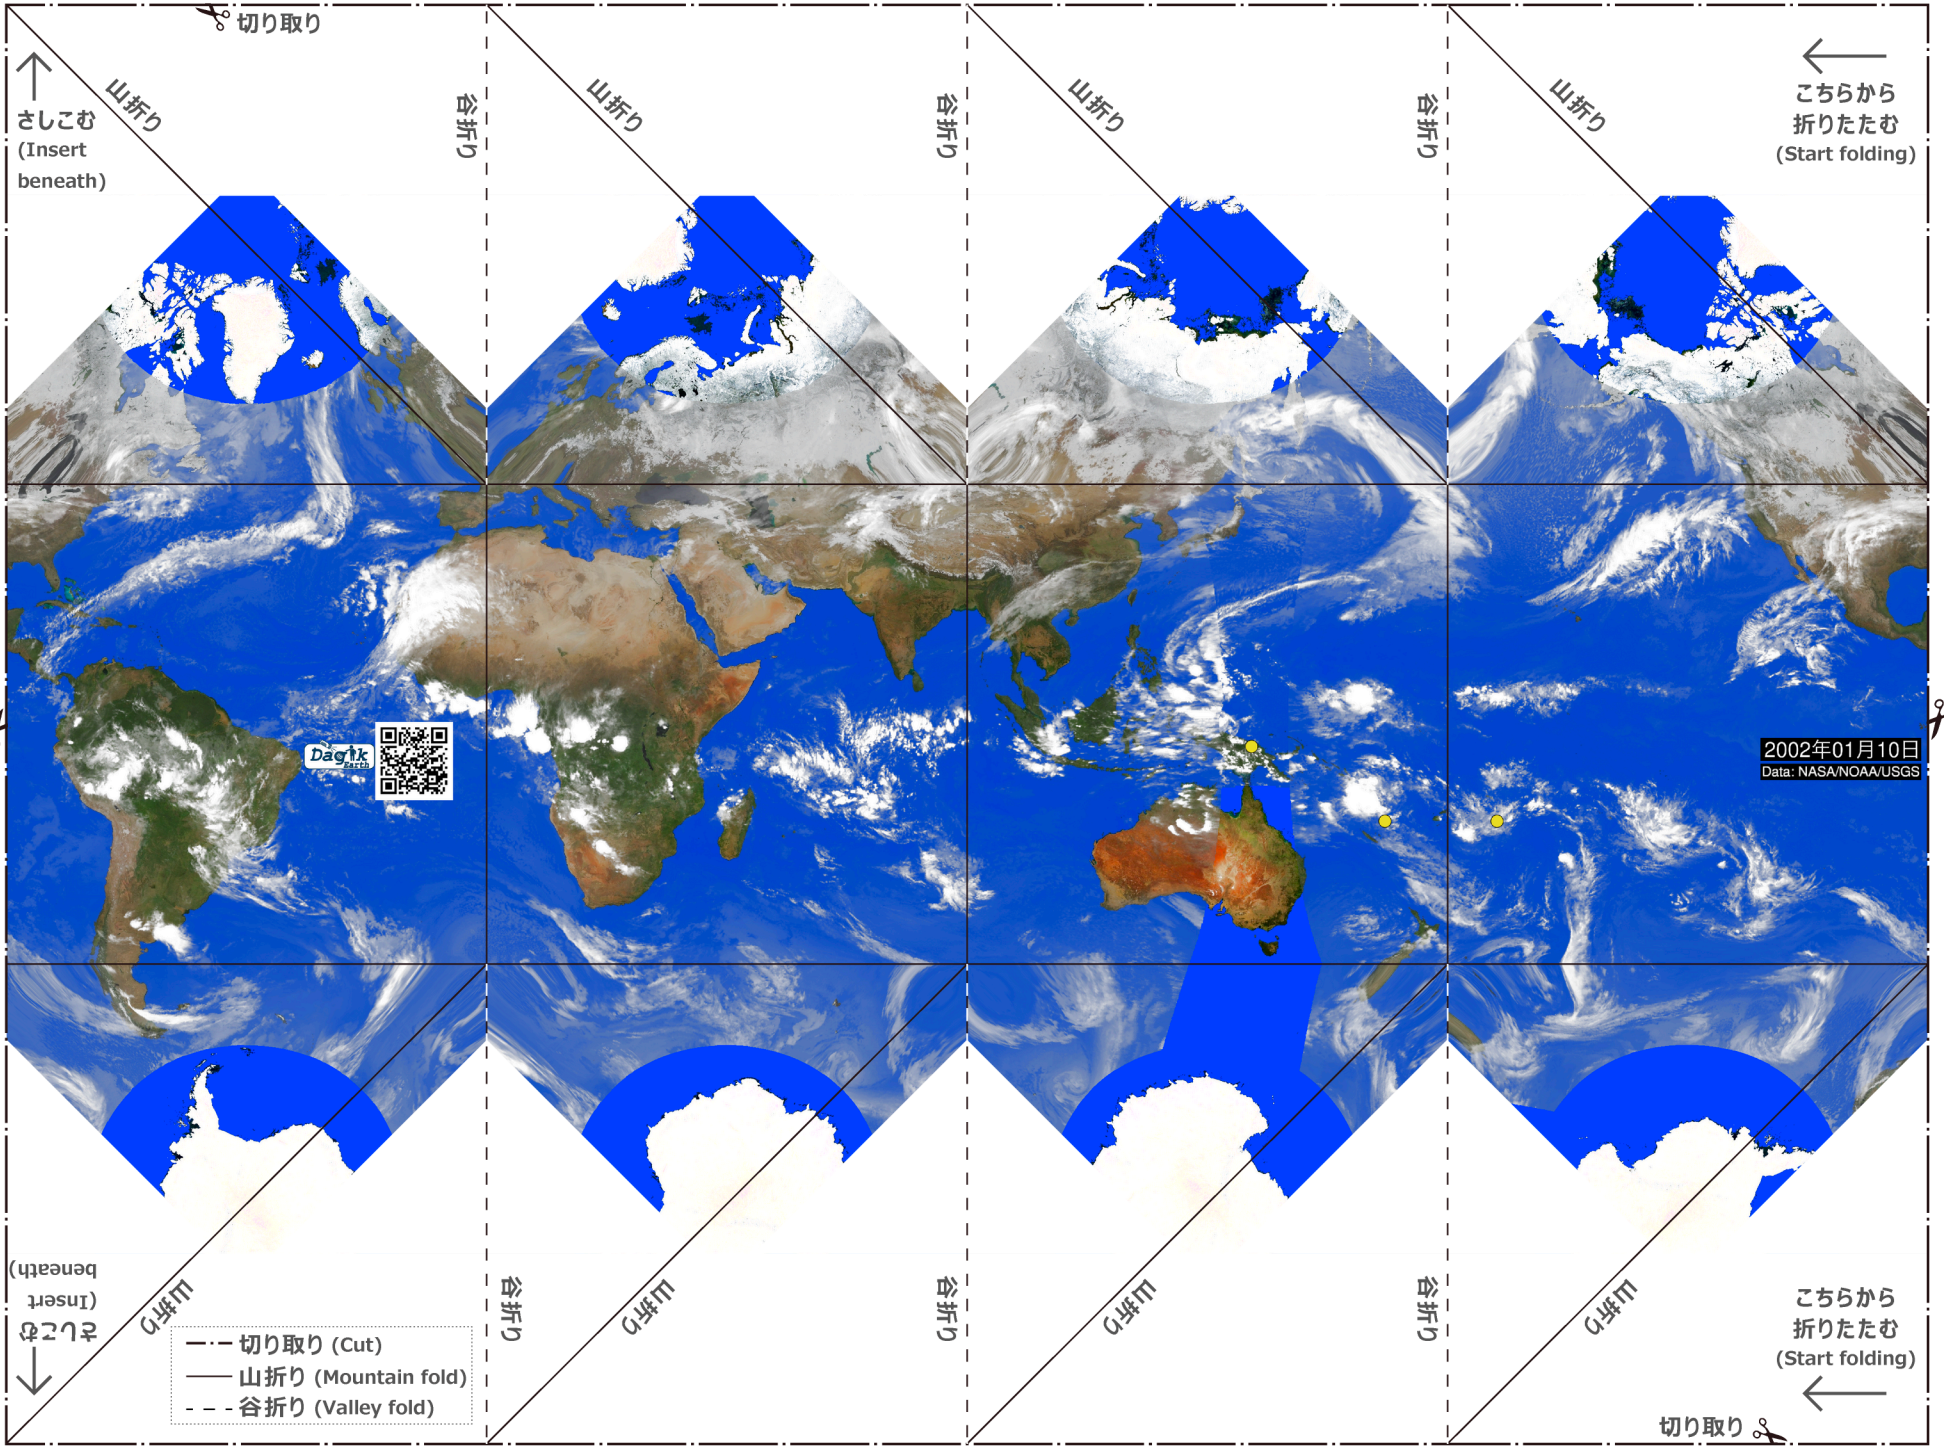 切り取り
山折り
谷折り
山折り
谷折り
山折り
谷折り
山折り
さしこむ
(Insert
beneath)
こちらから
折りたたむ
(Start folding)
Dagik
Earth
2002年01月10日
Data: NASA/NOAA/USGS
さしこむ
(Insert
beneath)
山折り
谷折り
山折り
谷折り
山折り
谷折り
山折り
切り取り (Cut)
山折り (Mountain fold)
谷折り (Valley fold)
こちらから
折りたたむ
(Start folding)
切り取り